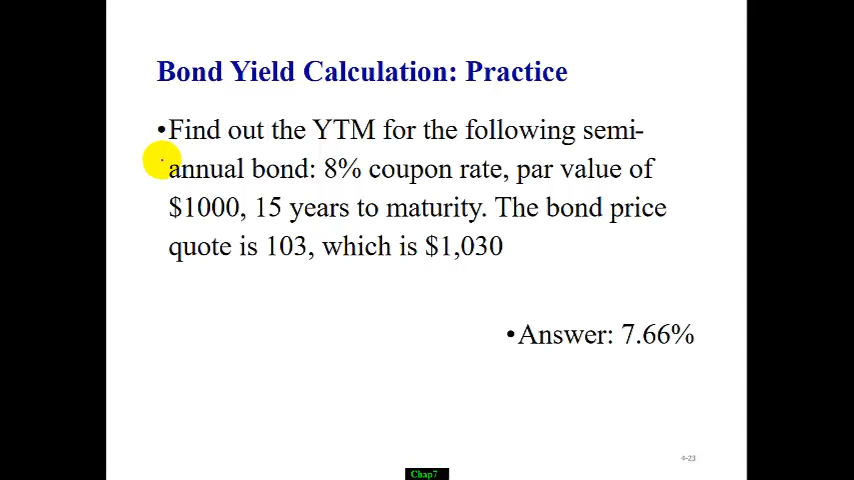 Bond Yield Calculation: Practice
•Find out the YTM for the following semi-
annual bond: 8% coupon rate, par value of
$1000, 15 years to maturity. The bond price
quote is 103, which is $1,030
•Answer: 7.66%
4-23
Chap7